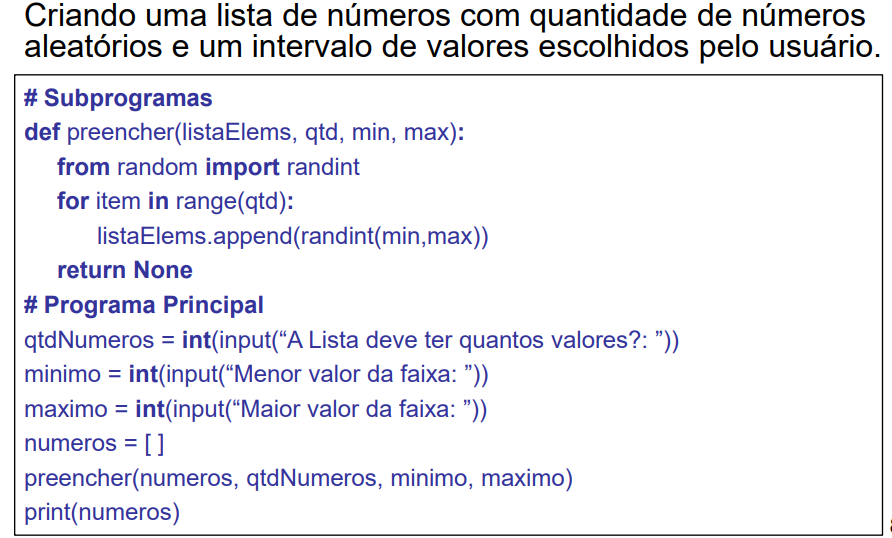 Criando uma lista de números com quantidade de números
aleatórios e um intervalo de valores escolhidos pelo usuário.
# Subprogramas
def preencher(listaElems, qtd, min, max):
from random import randint
for item in range(qtd):
listaElems.append(randint(min,max))
return None
# Programa Principal
qtdNumeros = int(input(“A Lista deve ter quantos valores?: ”))
minimo = int(input(“Menor valor da faixa: ”))
maximo = int(input(“Maior valor da faixa: ”))
numeros = [ ]
preencher(numeros, qtdNumeros, minimo, maximo)
print(numeros)